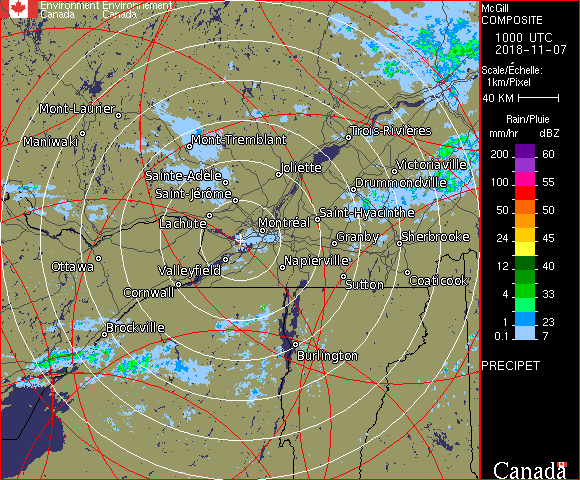 Environment Environnement
Canada Canada
Mont-Laurier
Maniwaki
Mont-Tremblant
Trois-Rivières
Joliette
Victoriaville
Sainte-Adèle
Drummondville
Saint-Jérôme
Lachute
Montréal
Saint-Hyacinthe
Granby
Sherbrooke
Ottawa
Valleyfield
Napierville
Cornwall
Sutton
Coaticook
Brockville
Burlington
McGill
COMPOSITE
1000 UTC
2018-11-07
Scale/Échelle:
1km/Pixel
40 KM
Rain/Pluie
mm/hr dBZ
200 60
100 55
50 50
24 45
12 40
4 33
1 23
0.1 7
PRECIPET
Canada